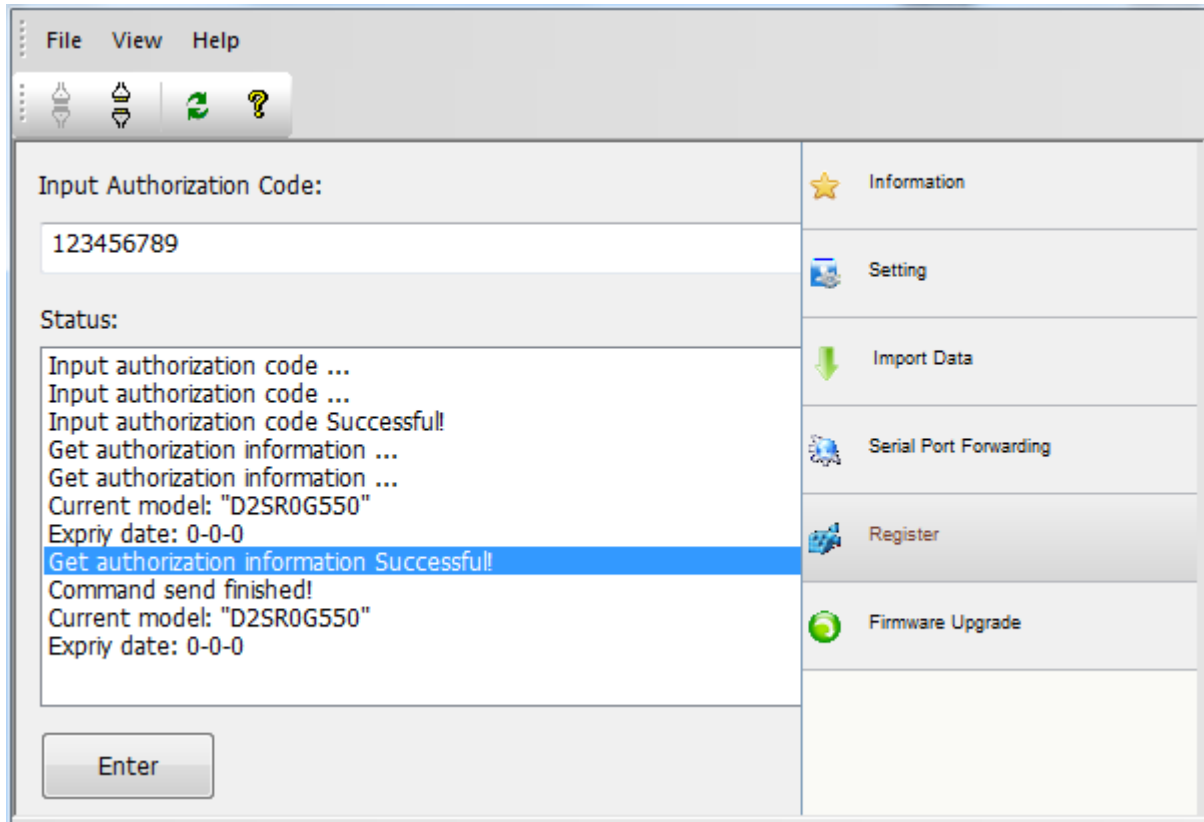 File View Help
Input Authorization Code:
123456789
Status:
Input authorization code ...
Input authorization code ...
Input authorization code Successful!
Get authorization information ...
Get authorization information ...
Current model: "D2SR0G550"
Expriy date: 0-0-0
Get authorization information Successful!
Command send finished!
Current model: "D2SR0G550"
Expriy date: 0-0-0
Enter
Information
Setting
Import Data
Serial Port Forwarding
Register
Firmware Upgrade